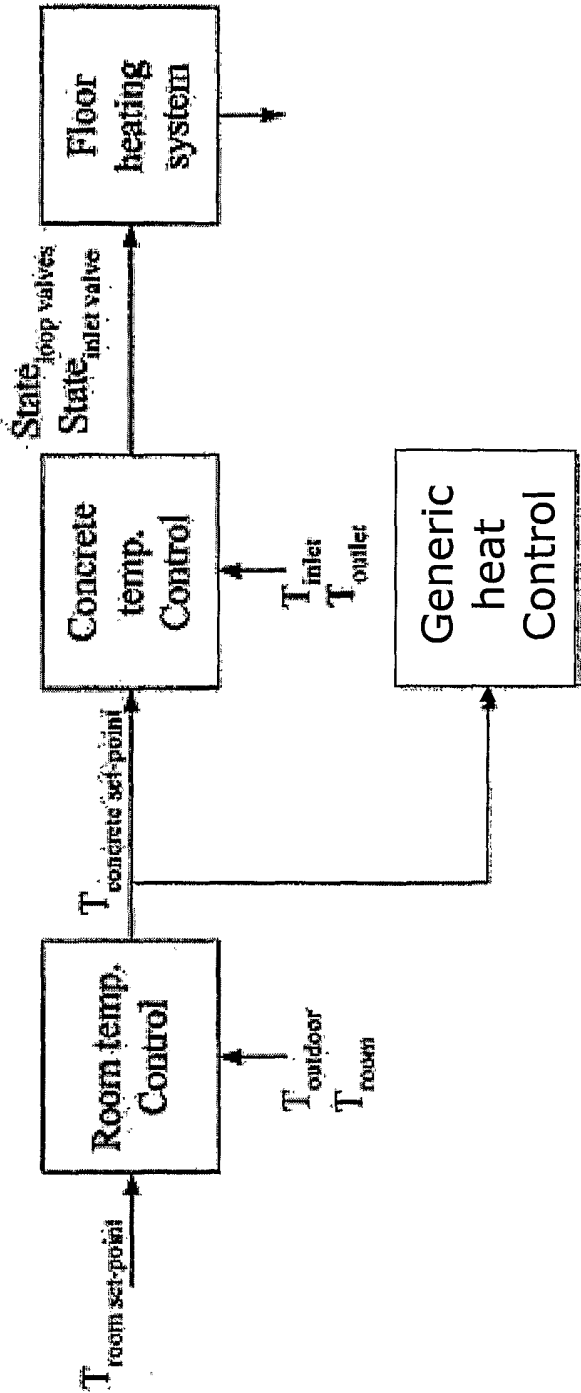 T room set-point
Room temp.
Control
T outdoor
T room
T concrete set-point
Concrete
temp.
Control
T inlet
T outlet
State loop valves
State inlet valve
Floor
heating
system
Generic
heat
Control